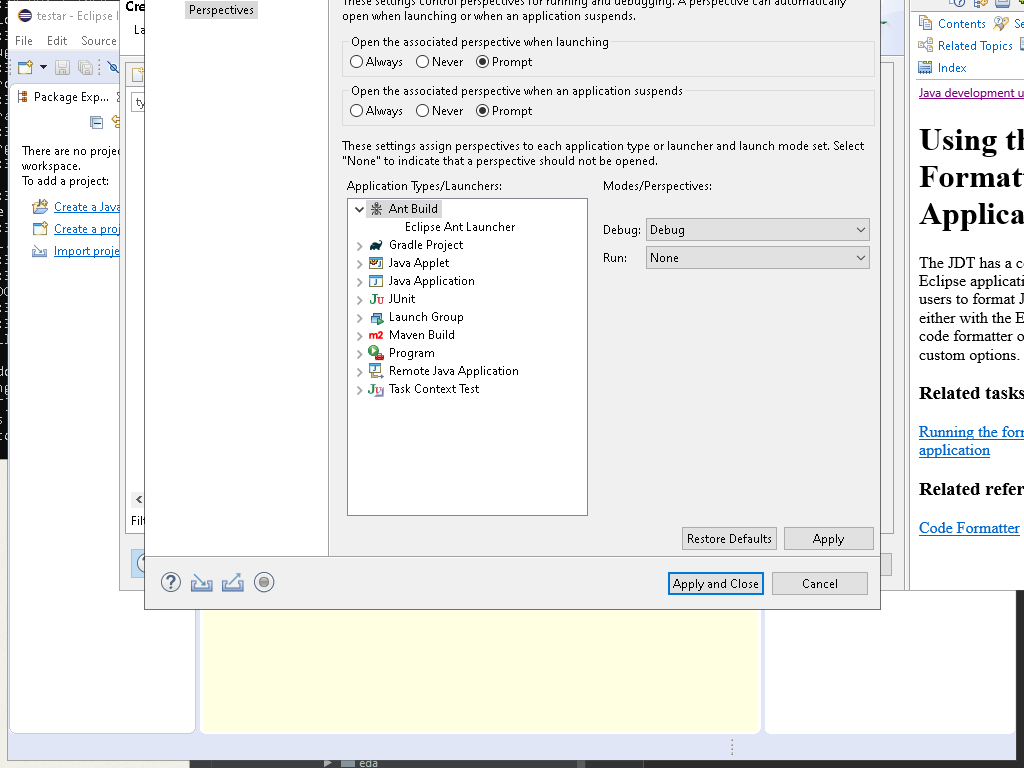 testar - Eclipse I
File Edit Source
Package Exp...
There are no proje
workspace.
To add a project:
Create a Java
Create a proj
Import proje
Cre
La
ty
Filt
Perspectives
These settings control perspectives for running and debugging. A perspective can automatically
open when launching or when an application suspends.
Open the associated perspective when launching
Always Never Prompt
Open the associated perspective when an application suspends
Always Never Prompt
These settings assign perspectives to each application type or launcher and launch mode set. Select
"None" to indicate that a perspective should not be opened.
Application Types/Launchers:
Ant Build
Eclipse Ant Launcher
Gradle Project
Java Applet
Java Application
JUnit
Launch Group
Maven Build
Program
Remote Java Application
Task Context Test
Modes/Perspectives:
Debug: Debug
Run: None
Restore Defaults Apply
Apply and Close Cancel
Contents Se
Related Topics
Index
Java development u
Using th
Format
Applica
The JDT has a c
Eclipse applicati
users to format J
either with the E
code formatter o
custom options.
Related tasks
Running the for
application
Related refer
Code Formatter
eda